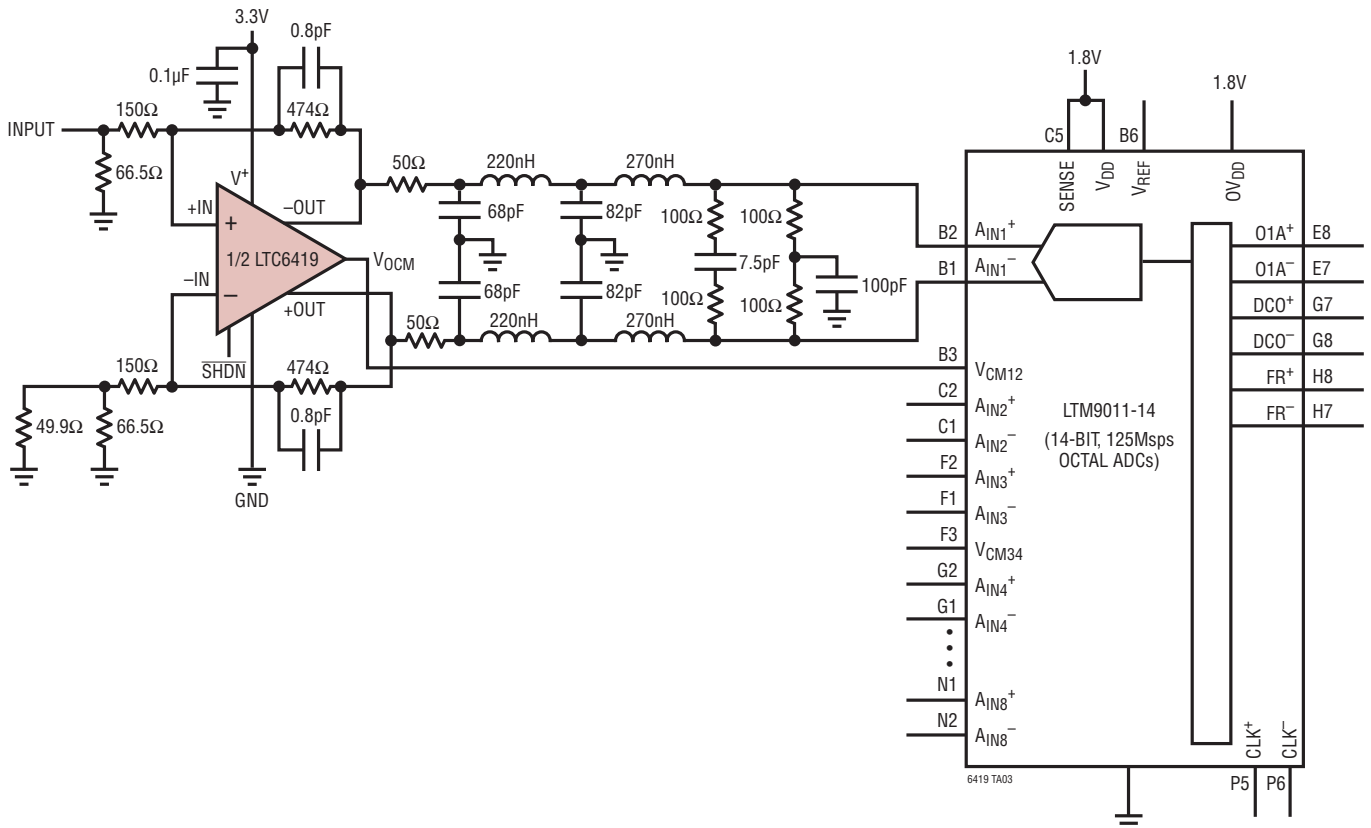 3.3V
0.8pF
0.1µF
150Ω
474Ω
INPUT
66.5Ω
V+
+IN
−OUT
+
1/2 LTC6419
VOCM
−IN
−
+OUT
SHDN
150Ω
474Ω
0.8pF
49.9Ω
66.5Ω
GND
50Ω
220nH
270nH
68pF
82pF
100Ω
100Ω
7.5pF
100pF
68pF
82pF
100Ω
100Ω
50Ω
220nH
270nH
1.8V
1.8V
C5
B6
SENSE
VDD
VREF
OVDD
B2
AIN1+
B1
AIN1−
B3
VCM12
C2
AIN2+
C1
AIN2−
F2
AIN3+
F1
AIN3−
F3
VCM34
G2
AIN4+
G1
AIN4−
N1
AIN8+
N2
AIN8−
LTM9011-14
(14-BIT, 125Msps
OCTAL ADCs)
O1A+
E8
O1A−
E7
DCO+
G7
DCO−
G8
FR+
H8
FR−
H7
CLK+
CLK−
P5
P6
6419 TA03